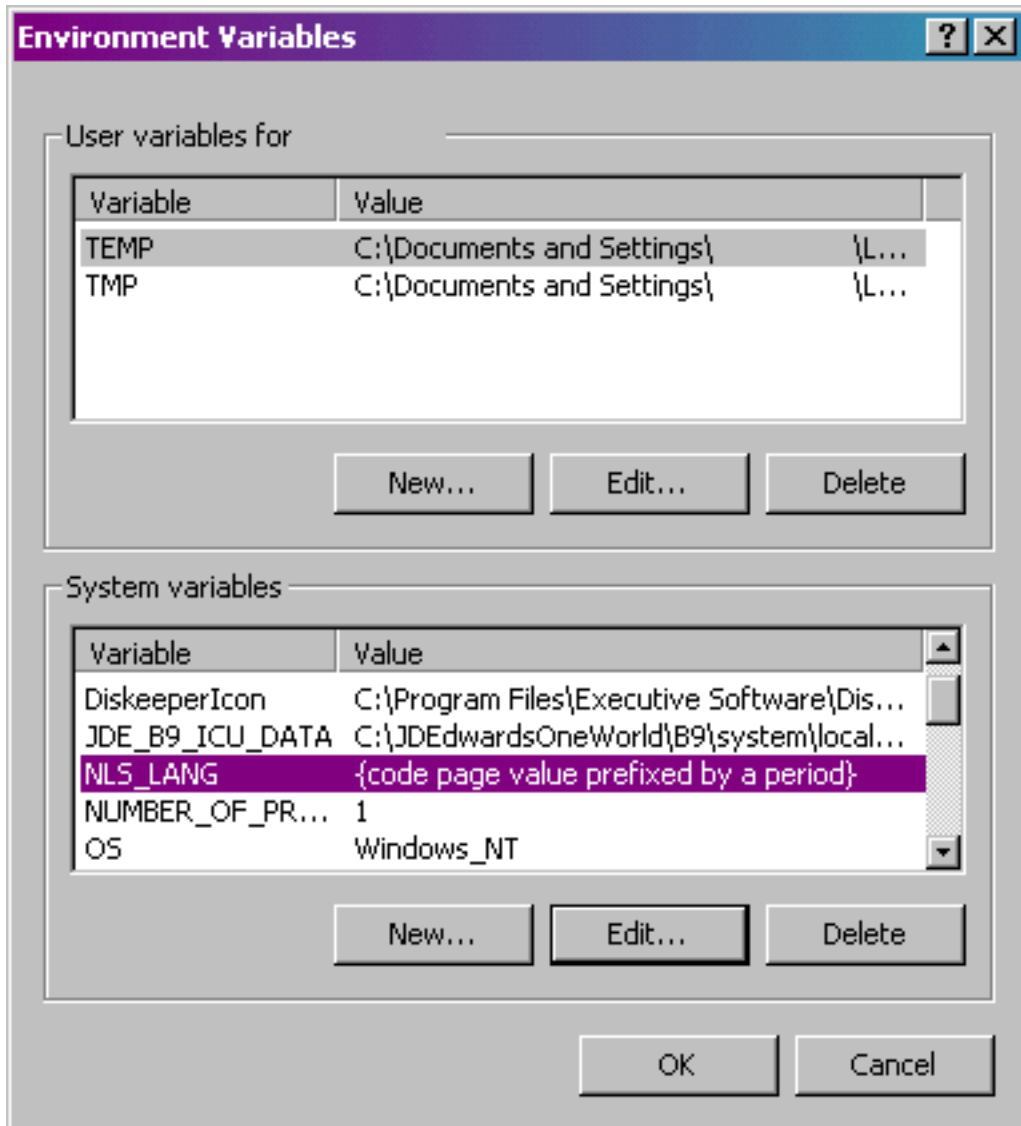 Environment Variables
User variables for
Variable Value
TEMP C:\Documents and Settings\ \L...
TMP C:\Documents and Settings\ \L...
New... Edit... Delete
System variables
Variable Value
DiskeeperIcon C:\Program Files\Executive Software\Dis...
JDE_B9_ICU_DATA C:\JDEdwardsOneWorld\B9\system\local...
NLS_LANG {code page value prefixed by a period}
NUMBER_OF_PR... 1
OS Windows_NT
New... Edit... Delete
OK Cancel